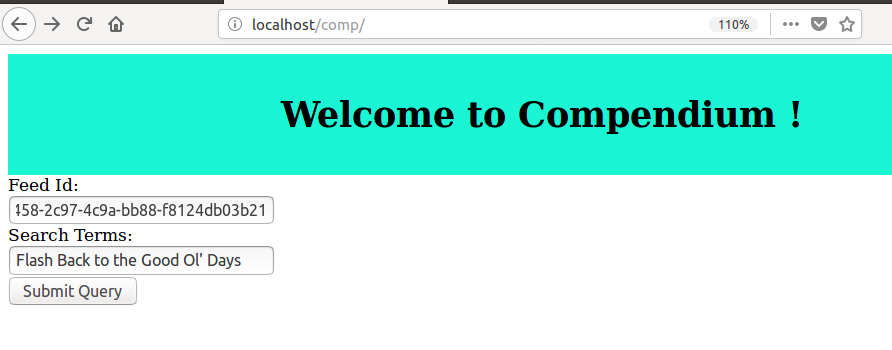 localhost/comp/
110%
Welcome to Compendium !
Feed Id:
458-2c97-4c9a-bb88-f8124db03b21
Search Terms:
Flash Back to the Good Ol' Days
Submit Query